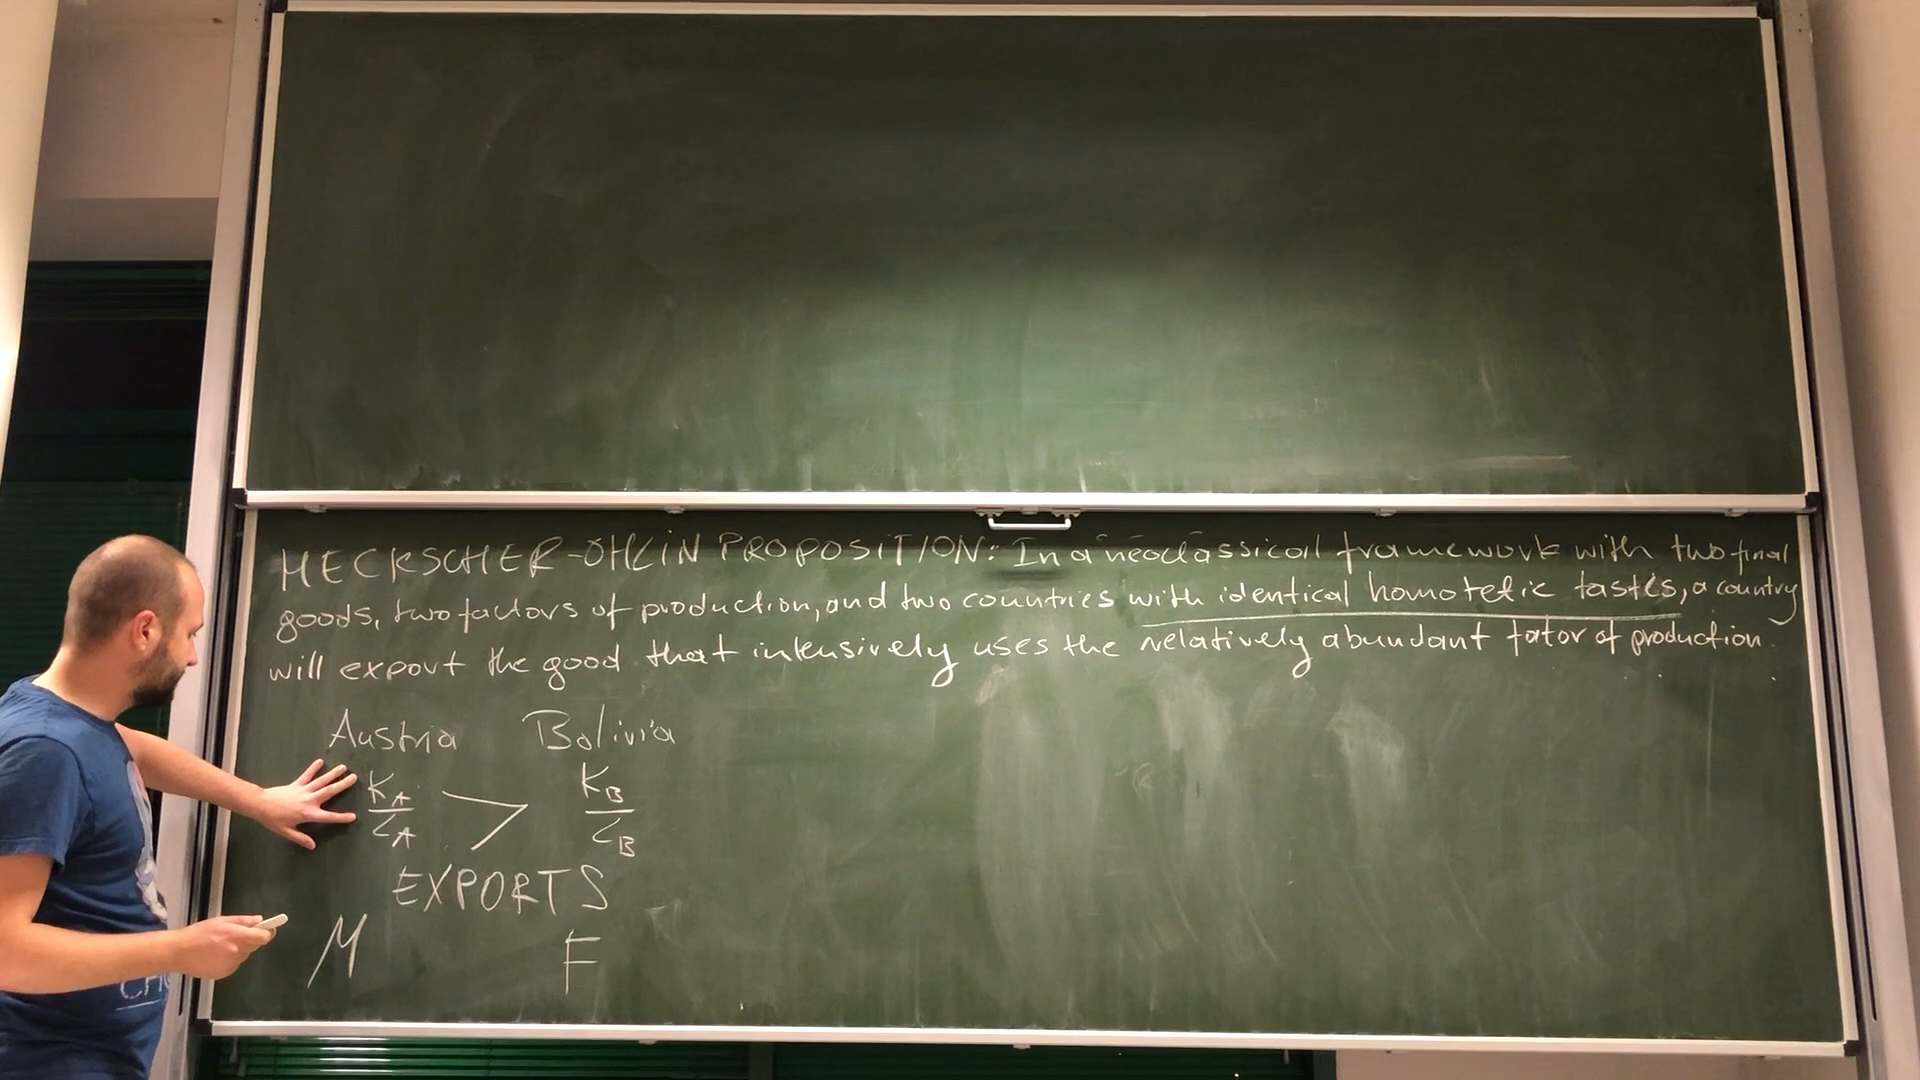 HECKSCHER-OHLIN PROPOSITION: In a neoclassical framework with two final
goods, two factors of production, and two countries with identical homotetic tastes, a country
will export the good that intensively uses the relatively abundant fator of production.
Austria Bolivia
K_A/L_A > K_B/L_B
EXPORTS
M F